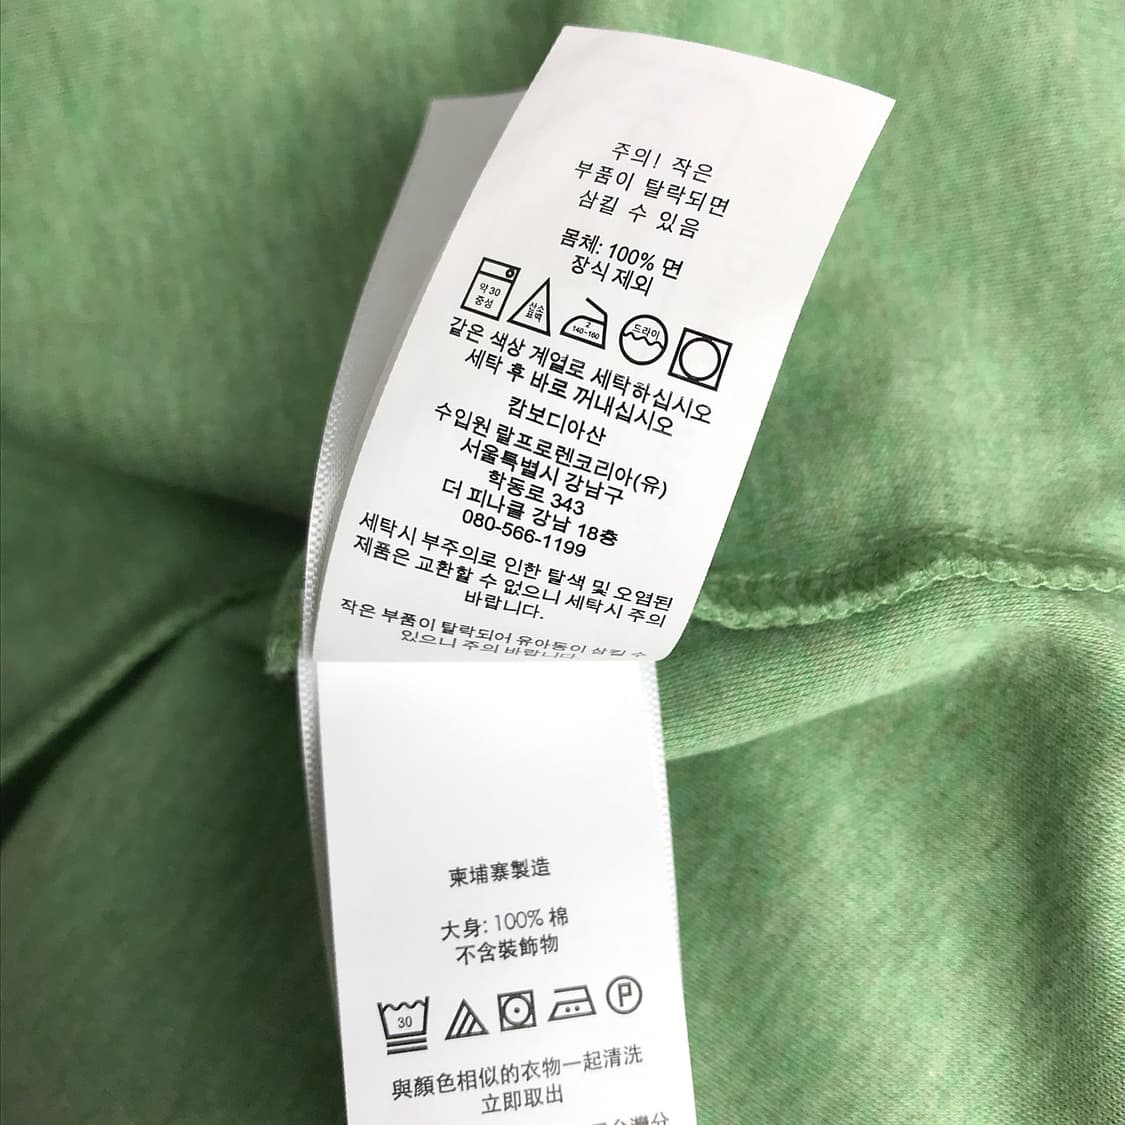 주의! 작은
부품이 탈락되면
삼킬 수 있음
몸체: 100% 면
장식 제외
약 30
중성
산소
표백
2
140~160
드라이
같은 색상 계열로 세탁하십시오
세탁 후 바로 꺼내십시오
캄보디아산
수입원 랄프로렌코리아(유)
서울특별시 강남구
학동로 343
더 피나클 강남 18층
080-566-1199
세탁시 부주의로 인한 탈색 및 오염된
제품은 교환할 수 없으니 세탁시 주의
바랍니다.
작은 부품이 탈락되어 유아동이 삼킬 수
있으니 주의 바랍니다
柬埔寨製造
大身: 100% 棉
不含裝飾物
30
P
與顏色相似的衣物一起清洗
立即取出
台灣分